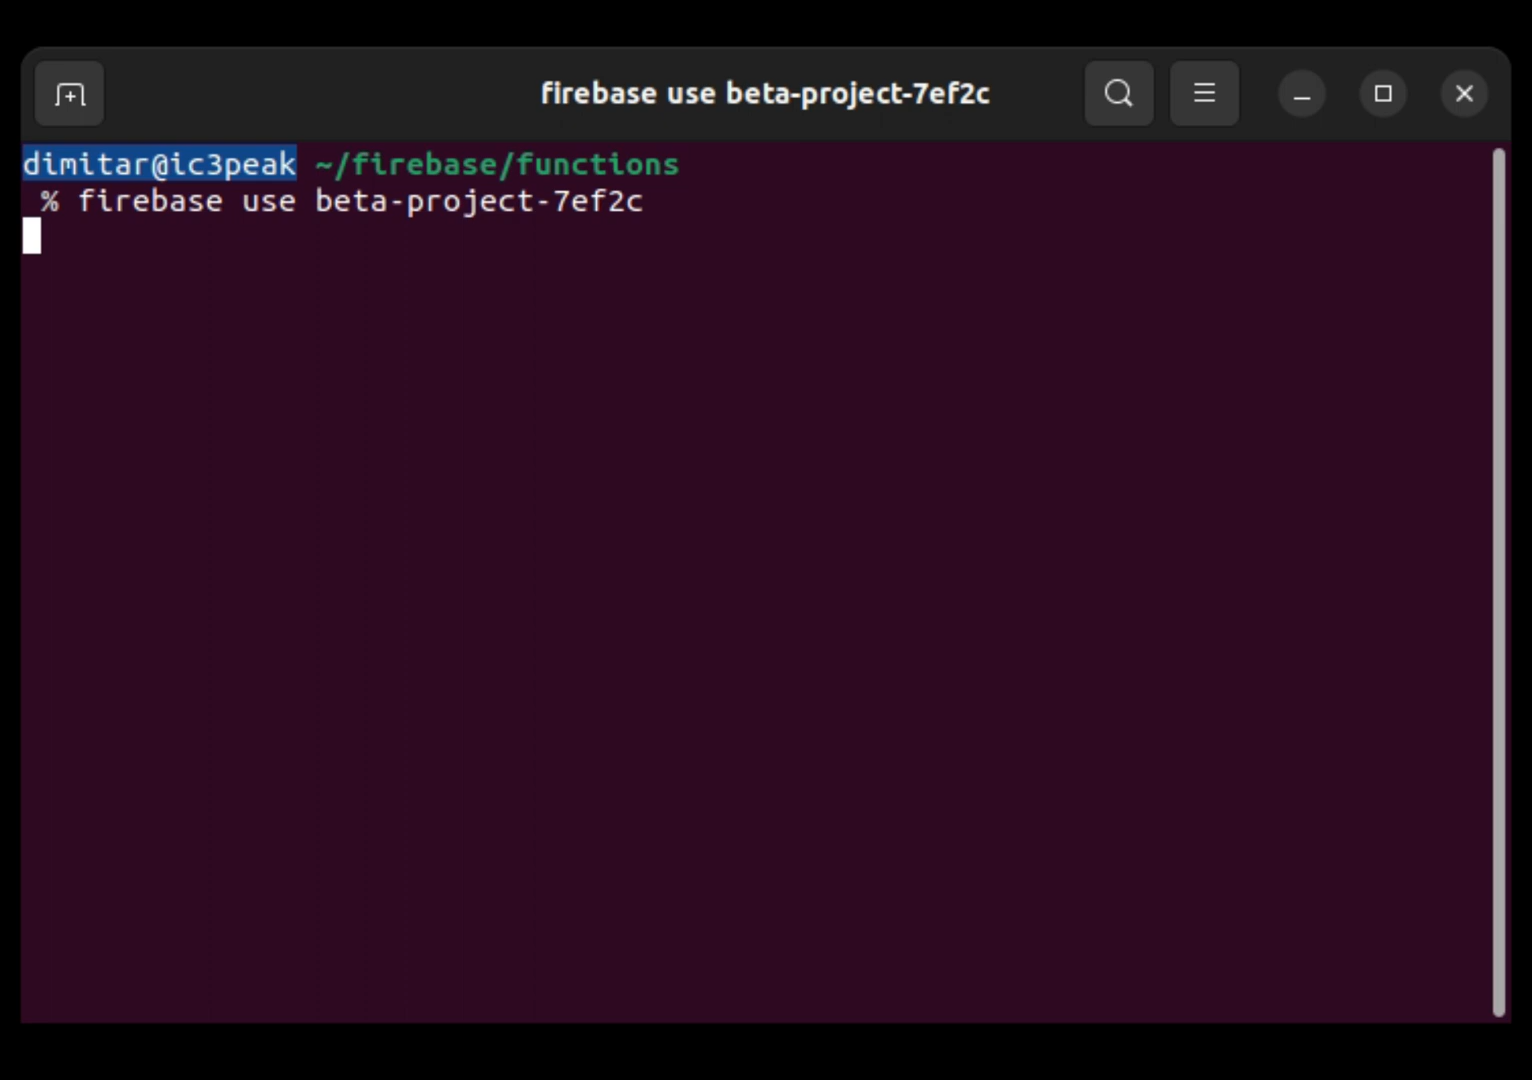 firebase use beta-project-7ef2c
dimitar@ic3peak ~/firebase/functions
% firebase use beta-project-7ef2c